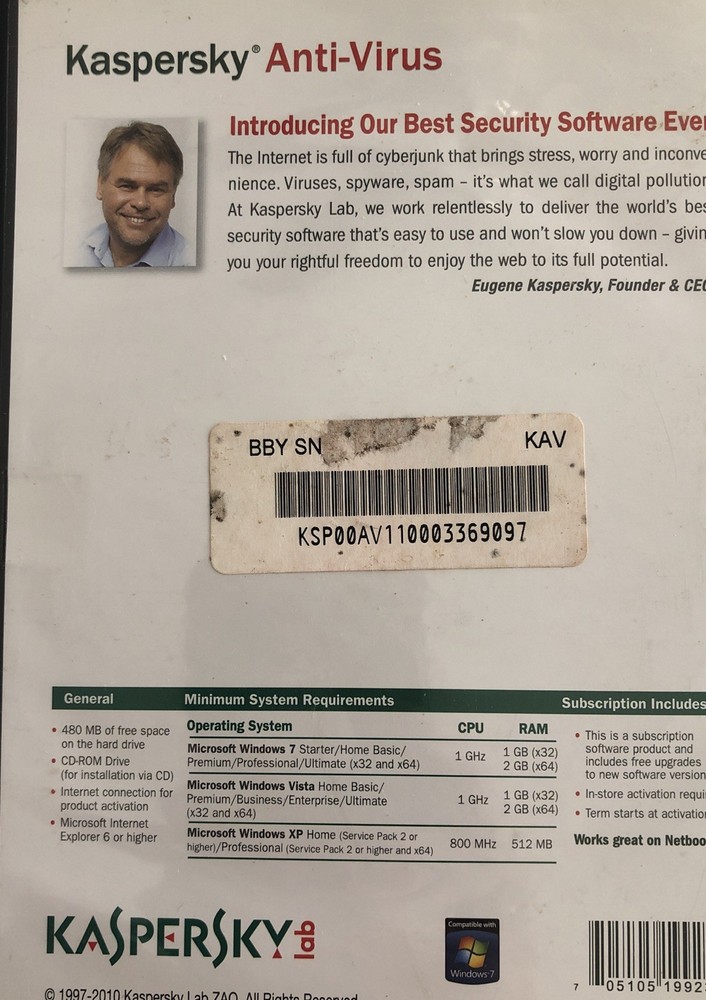 Kaspersky® Anti-Virus
Introducing Our Best Security Software Ever
The Internet is full of cyberjunk that brings stress, worry and inconve
nience. Viruses, spyware, spam – it's what we call digital pollution
At Kaspersky Lab, we work relentlessly to deliver the world's bes
security software that's easy to use and won't slow you down – givin
you your rightful freedom to enjoy the web to its full potential.
Eugene Kaspersky, Founder & CEO
BBY SN KAV
KSP00AV110003369097
General
• 480 MB of free space
on the hard drive
• CD-ROM Drive
(for installation via CD)
• Internet connection for
product activation
• Microsoft Internet
Explorer 6 or higher
Minimum System Requirements
Operating System CPU RAM
Microsoft Windows 7 Starter/Home Basic/
Premium/Professional/Ultimate (x32 and x64) 1 GHz 1 GB (x32)
2 GB (x64)
Microsoft Windows Vista Home Basic/
Premium/Business/Enterprise/Ultimate
(x32 and x64) 1 GHz 1 GB (x32)
2 GB (x64)
Microsoft Windows XP Home (Service Pack 2 or
higher)/Professional (Service Pack 2 or higher and x64) 800 MHz 512 MB
Subscription Includes
• This is a subscription
software product and
includes free upgrades
to new software version
• In-store activation requi
• Term starts at activation
Works great on Netboo
KASPERSKY lab
Compatible with
Windows 7
7 05105 1992
© 1997-2010 Kaspersky Lab ZAO. All Rights Reserved.